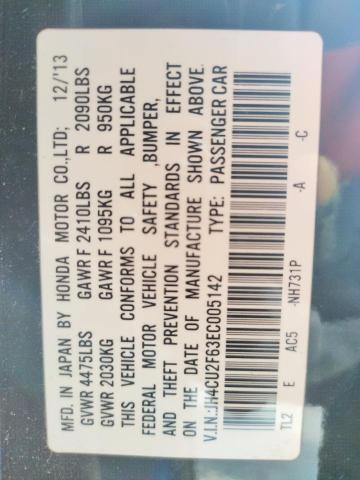 MFD. IN JAPAN BY HONDA MOTOR CO.,LTD; 12/'13
GVWR 4475LBS GAWR F 2410LBS R 2090LBS
GVWR 2030KG GAWR F 1095KG R 950KG
THIS VEHICLE CONFORMS TO ALL APPLICABLE
FEDERAL MOTOR VEHICLE SAFETY ,BUMPER,
AND THEFT PREVENTION STANDARDS IN EFFECT
ON THE DATE OF MANUFACTURE SHOWN ABOVE.
V.I.N.:JH4CU2F63EC005142 TYPE: PASSENGER CAR
TL2 E AC5 -NH731P -A -C